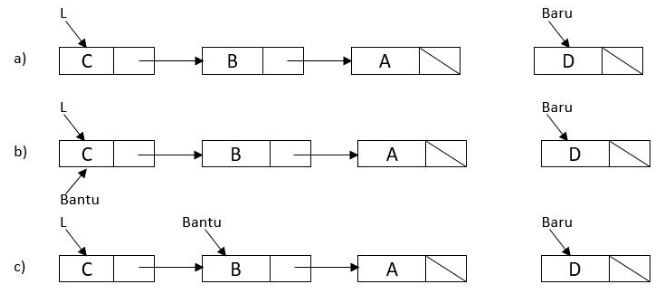 L Baru
a) C B A D
L Baru
b) C B A D
Bantu
L Bantu Baru
c) C B A D